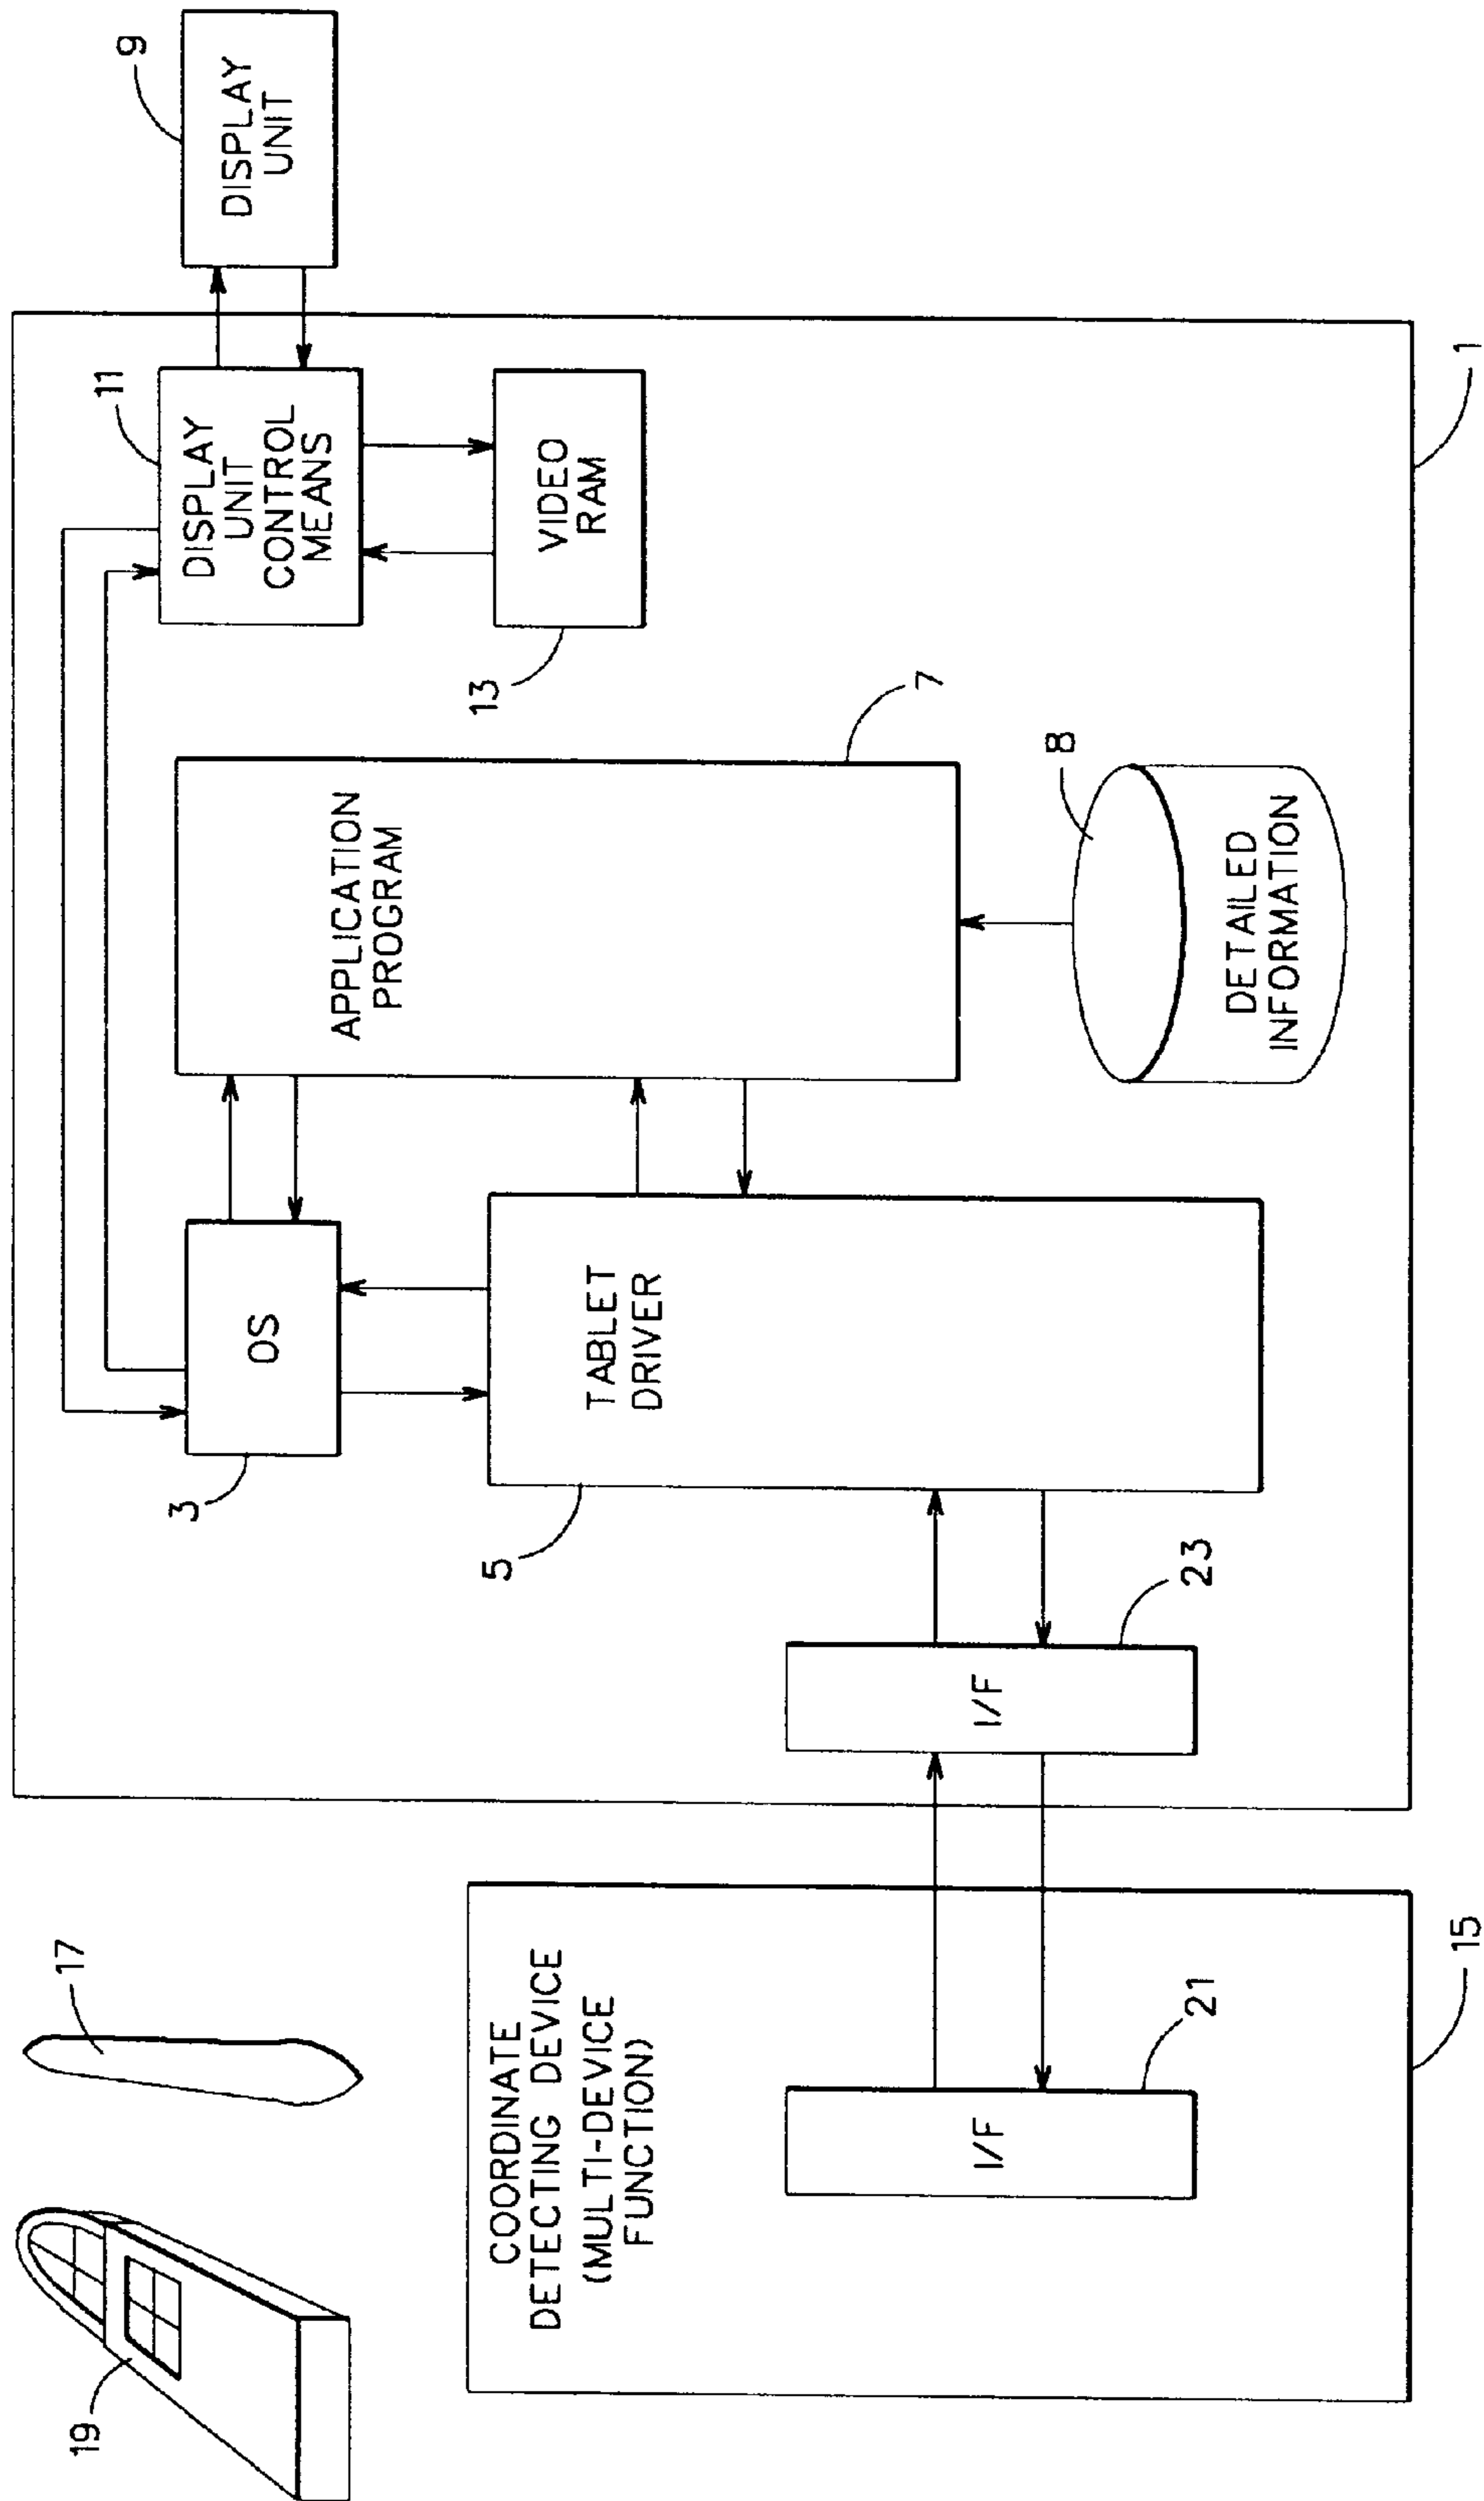 19
17
COORDINATE
DETECTING DEVICE
(MULTI-DEVICE
FUNCTION)
I/F
21
15
3
OS
5
TABLET
DRIVER
I/F
23
APPLICATION
PROGRAM
7
8
DETAILED
INFORMATION
11
DISPLAY
UNIT
CONTROL
MEANS
13
VIDEO
RAM
1
9
DISPLAY
UNIT